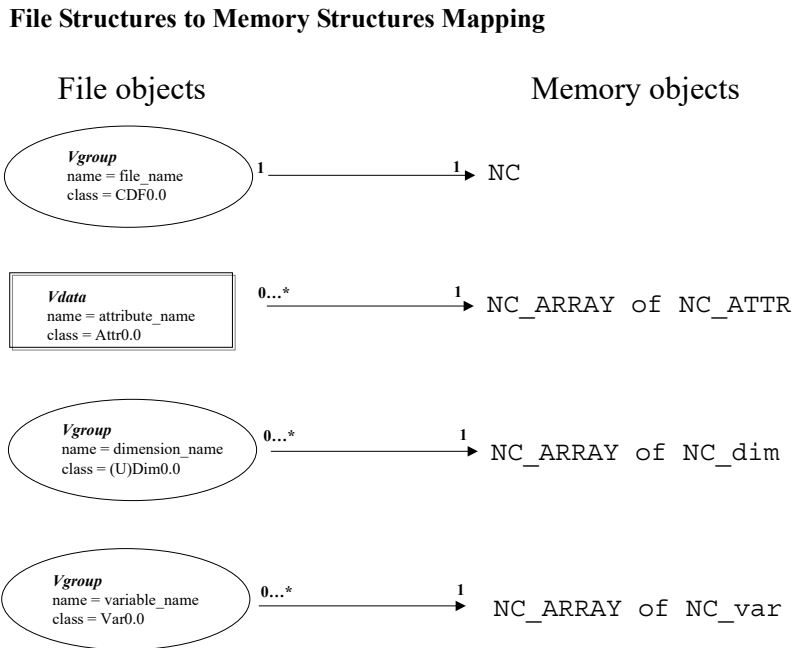 File Structures to Memory Structures Mapping
File objects
Memory objects
Vgroup
name = file_name
class = CDF0.0
1
1
NC
Vdata
name = attribute_name
class = Attr0.0
0…*
1
NC_ARRAY of NC_ATTR
Vgroup
name = dimension_name
class = (U)Dim0.0
0…*
1
NC_ARRAY of NC_dim
Vgroup
name = variable_name
class = Var0.0
0…*
1
NC_ARRAY of NC_var